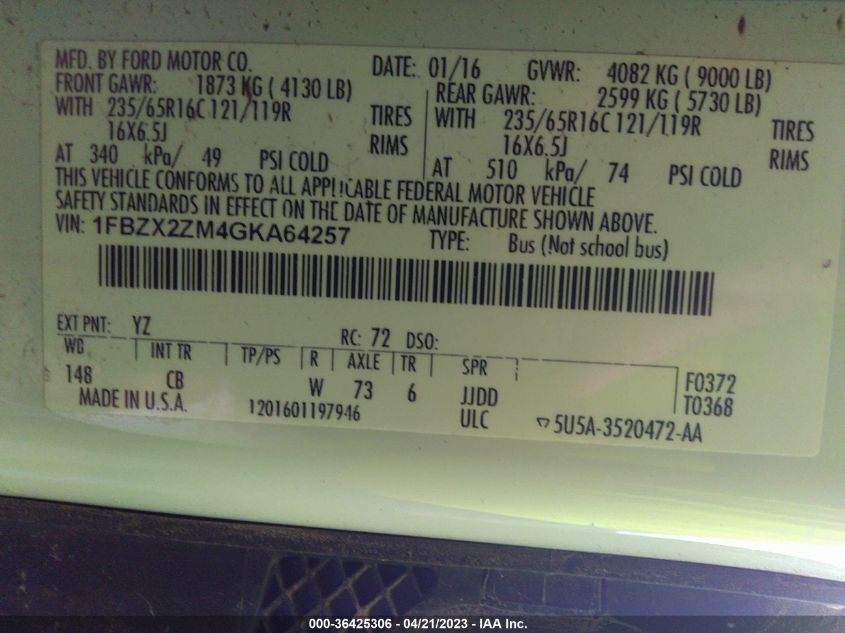 MFD. BY FORD MOTOR CO. DATE: 01/16 GVWR: 4082 KG ( 9000 LB)
FRONT GAWR: 1873 KG ( 4130 LB) REAR GAWR: 2599 KG ( 5730 LB)
WITH 235/65R16C 121/119R TIRES WITH 235/65R16C 121/119R TIRES
16X6.5J RIMS 16X6.5J RIMS
AT 340 kPa/ 49 PSI COLD AT 510 kPa/ 74 PSI COLD
THIS VEHICLE CONFORMS TO ALL APPLICABLE FEDERAL MOTOR VEHICLE
SAFETY STANDARDS IN EFFECT ON THE DATE OF MANUFACTURE SHOWN ABOVE.
VIN: 1FBZX2ZM4GKA64257 TYPE: Bus (Not school bus)
EXT PNT: YZ RC: 72 DSO:
WB INT TR TP/PS R AXLE TR SPR
148 CB W 73 6 JJDD F0372
MADE IN U.S.A. 1201601197946 ULC T0368
5U5A-3520472-AA
000-36425306 - 04/21/2023 - IAA Inc.